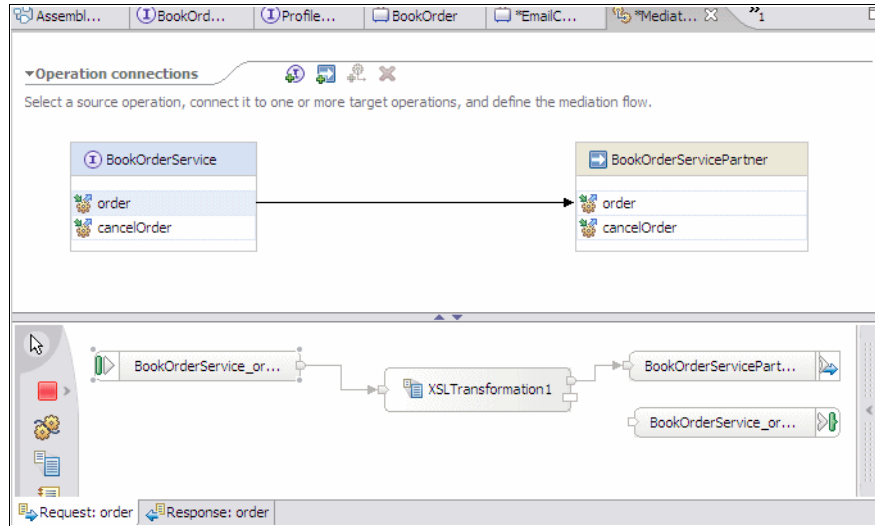 Assembl... BookOrd... Profile... BookOrder *EmailC... *Mediat... »1
Operation connections
Select a source operation, connect it to one or more target operations, and define the mediation flow.
BookOrderService BookOrderServicePartner
order order
cancelOrder cancelOrder
BookOrderService_or... BookOrderServicePart...
XSLTransformation1
BookOrderService_or...
Request: order Response: order